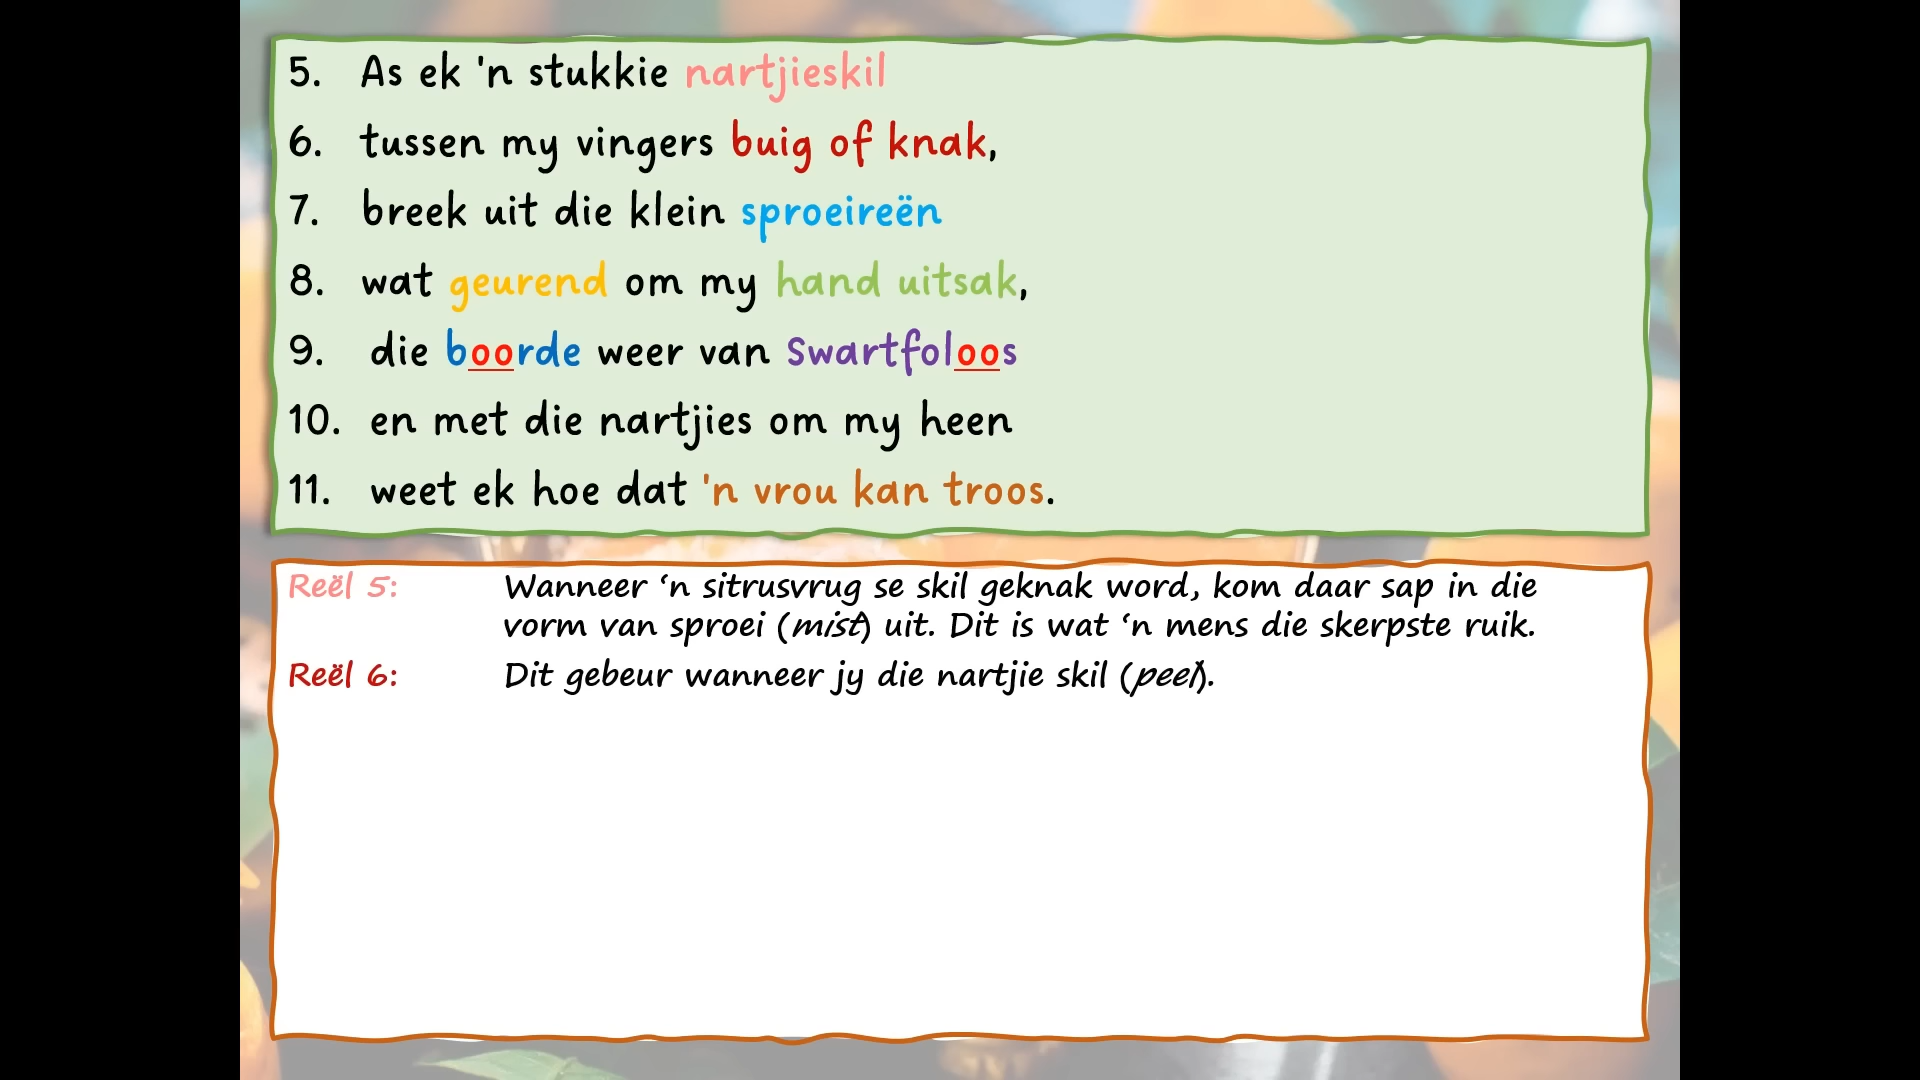 5. As ek 'n stukkie nartjieskil
6. tussen my vingers buig of knak,
7. breek uit die klein sproeireën
8. wat geurend om my hand uitsak,
9. die boorde weer van Swartfoloos
10. en met die nartjies om my heen
11. weet ek hoe dat 'n vrou kan troos.
Reël 5: Wanneer ‘n sitrusvrug se skil geknak word, kom daar sap in die
vorm van sproei (mist) uit. Dit is wat ‘n mens die skerpste ruik.
Reël 6: Dit gebeur wanneer jy die nartjie skil (peel).